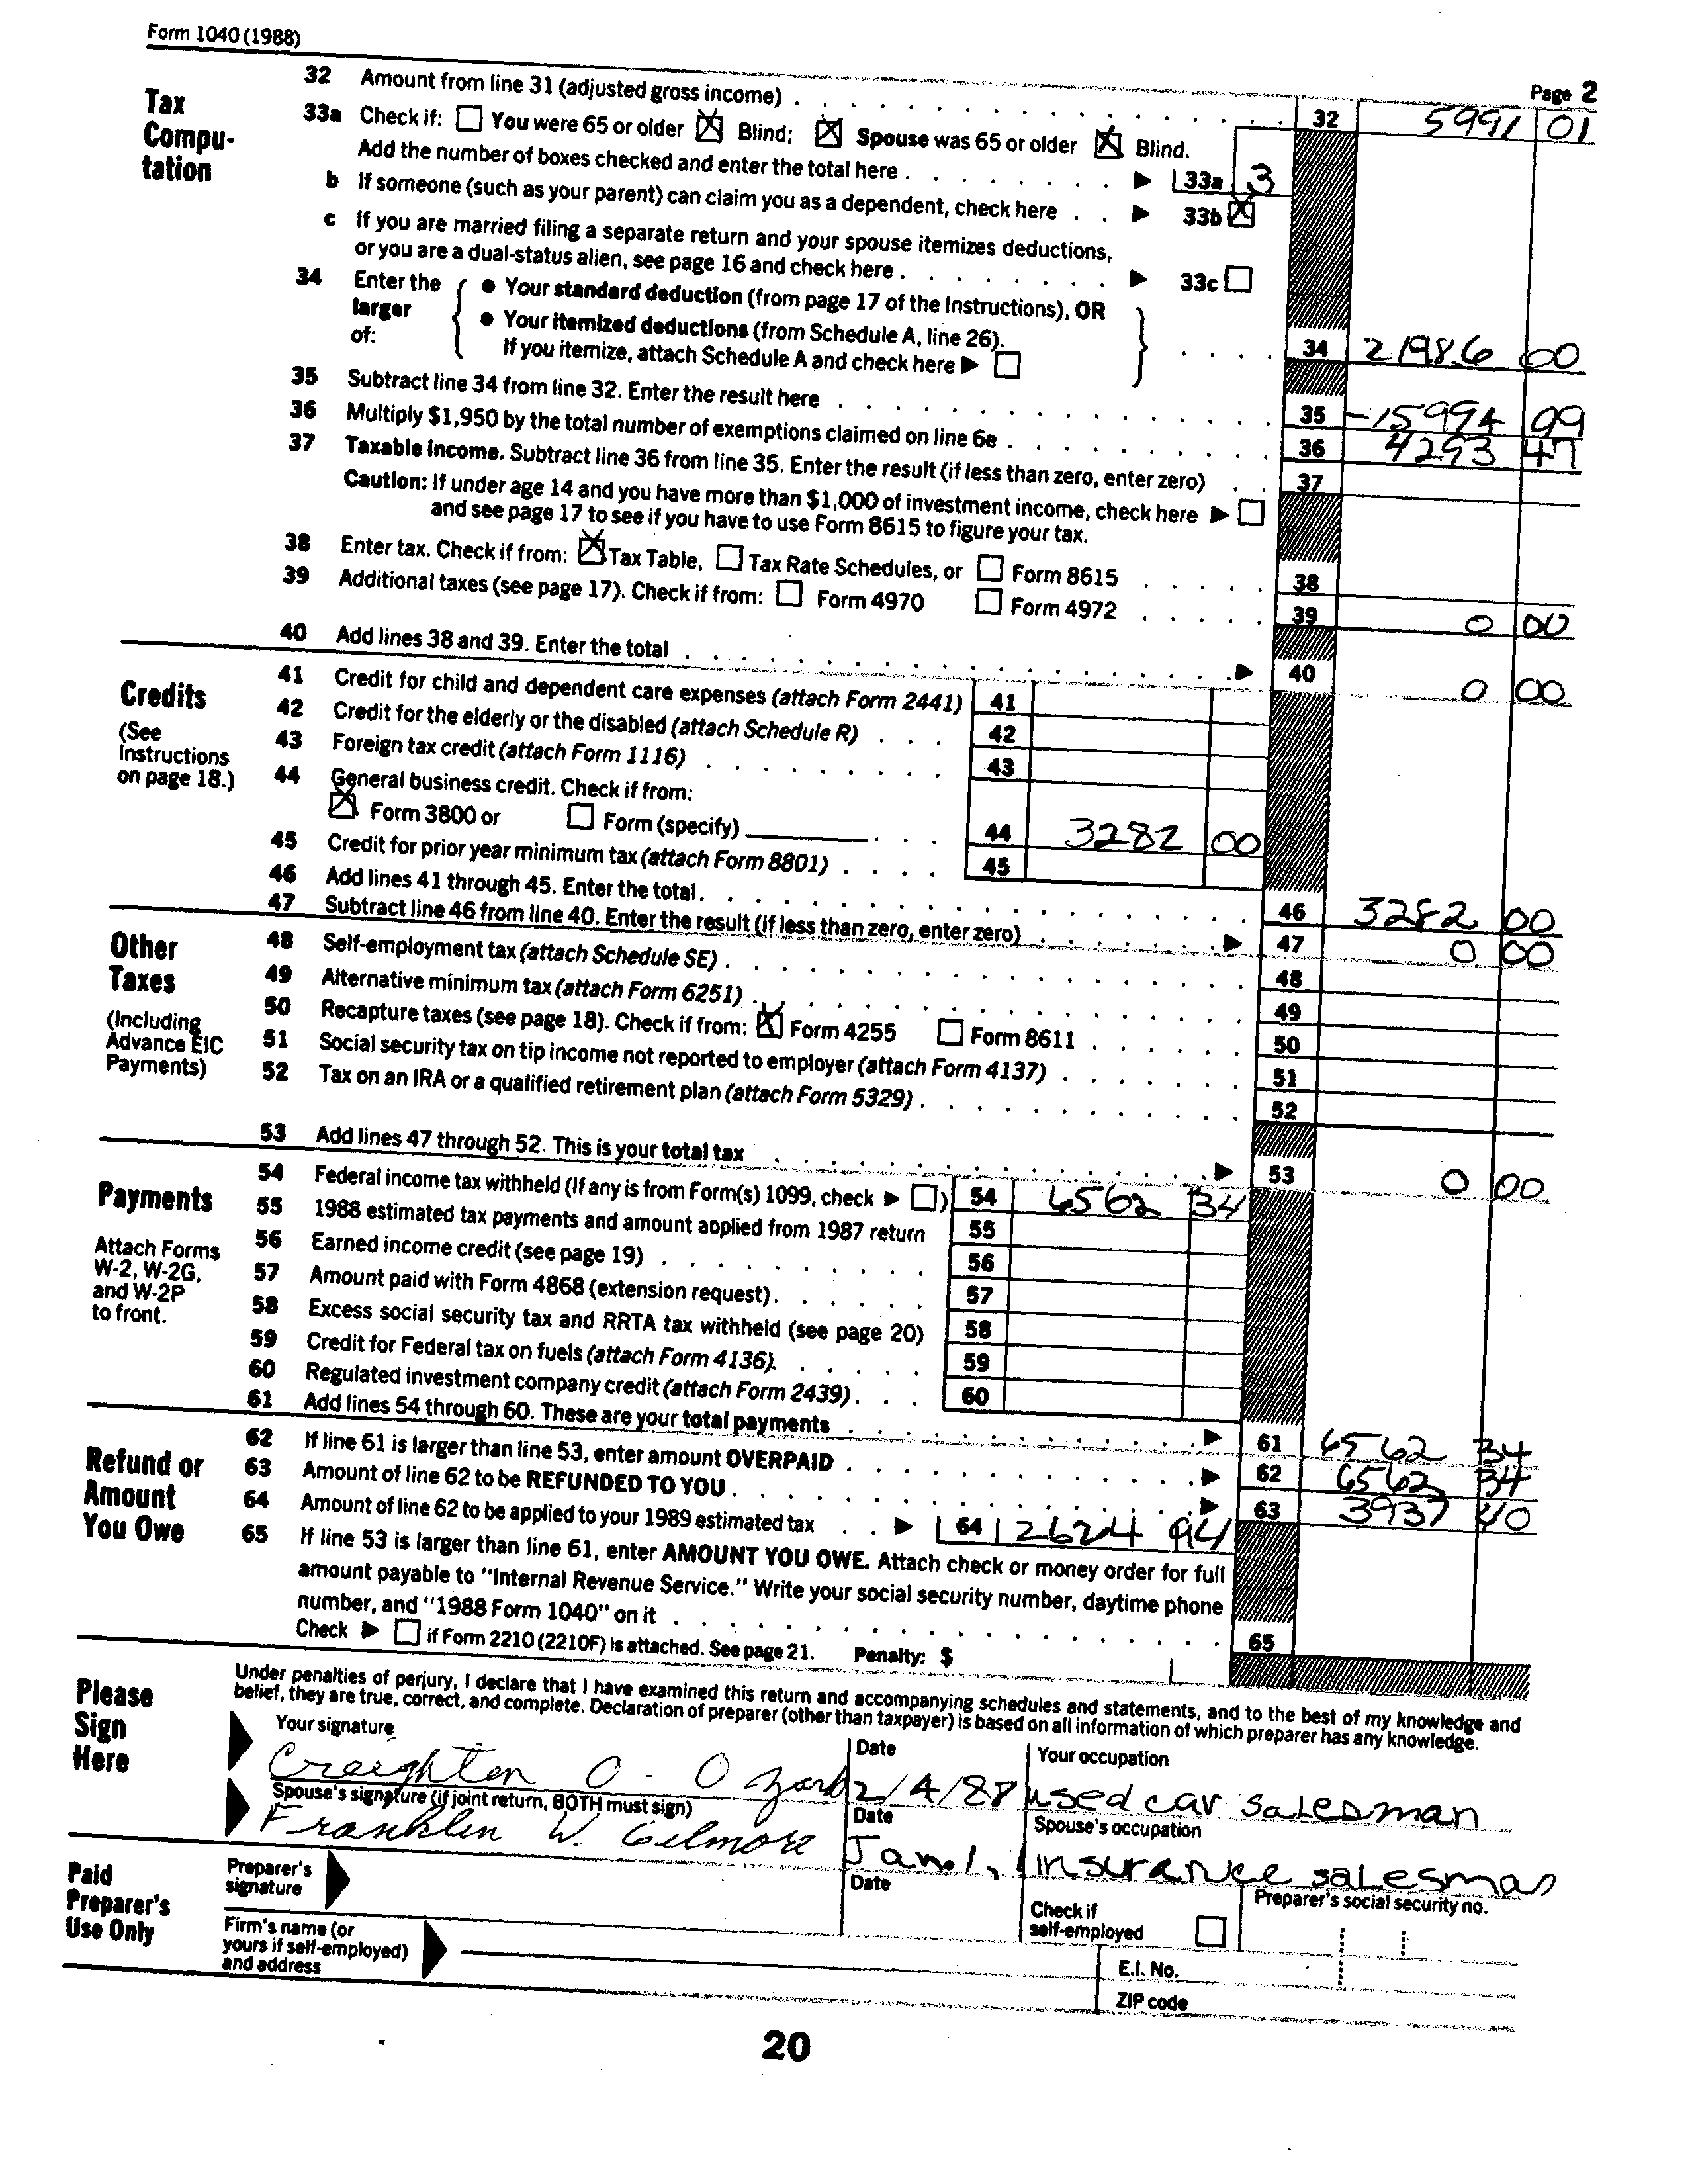 Form 1040 (1988)
Page 2
Tax Compu-tation
32 Amount from line 31 (adjusted gross income) 32 5991 01
33a Check if: You were 65 or older X Blind; X Spouse was 65 or older X Blind.
Add the number of boxes checked and enter the total here ▶ 33a 3
b If someone (such as your parent) can claim you as a dependent, check here ▶ 33b X
c If you are married filing a separate return and your spouse itemizes deductions,
or you are a dual-status alien, see page 16 and check here ▶ 33c
34 Enter the larger of:
• Your standard deduction (from page 17 of the Instructions), OR
• Your itemized deductions (from Schedule A, line 26).
If you itemize, attach Schedule A and check here ▶ 34 21986 00
35 Subtract line 34 from line 32. Enter the result here 35 -15994 99
36 Multiply $1,950 by the total number of exemptions claimed on line 6e 36 4293 47
37 Taxable income. Subtract line 36 from line 35. Enter the result (if less than zero, enter zero) 37
Caution: If under age 14 and you have more than $1,000 of investment income, check here ▶
and see page 17 to see if you have to use Form 8615 to figure your tax.
38 Enter tax. Check if from: X Tax Table, Tax Rate Schedules, or Form 8615 38
39 Additional taxes (see page 17). Check if from: Form 4970 Form 4972 39 0 00
40 Add lines 38 and 39. Enter the total ▶ 40 0 00
Credits
(See Instructions on page 18.)
41 Credit for child and dependent care expenses (attach Form 2441) 41
42 Credit for the elderly or the disabled (attach Schedule R) 42
43 Foreign tax credit (attach Form 1116) 43
44 General business credit. Check if from:
X Form 3800 or Form (specify) 44 3282 00
45 Credit for prior year minimum tax (attach Form 8801) 45
46 Add lines 41 through 45. Enter the total. 46 3282 00
47 Subtract line 46 from line 40. Enter the result (if less than zero, enter zero) ▶ 47 0 00
Other Taxes
(Including Advance EIC Payments)
48 Self-employment tax (attach Schedule SE) 48
49 Alternative minimum tax (attach Form 6251) 49
50 Recapture taxes (see page 18). Check if from: X Form 4255 Form 8611 50
51 Social security tax on tip income not reported to employer (attach Form 4137) 51
52 Tax on an IRA or a qualified retirement plan (attach Form 5329) 52
53 Add lines 47 through 52. This is your total tax ▶ 53 0 00
Payments
Attach Forms W-2, W-2G, and W-2P to front.
54 Federal income tax withheld (If any is from Form(s) 1099, check ▶ ) 54 6562 34
55 1988 estimated tax payments and amount applied from 1987 return 55
56 Earned income credit (see page 19) 56
57 Amount paid with Form 4868 (extension request) 57
58 Excess social security tax and RRTA tax withheld (see page 20) 58
59 Credit for Federal tax on fuels (attach Form 4136) 59
60 Regulated investment company credit (attach Form 2439) 60
61 Add lines 54 through 60. These are your total payments ▶ 61 6562 34
Refund or Amount You Owe
62 If line 61 is larger than line 53, enter amount OVERPAID ▶ 62 6562 34
63 Amount of line 62 to be REFUNDED TO YOU ▶ 63 3937 40
64 Amount of line 62 to be applied to your 1989 estimated tax ▶ 64 2624 94
65 If line 53 is larger than line 61, enter AMOUNT YOU OWE. Attach check or money order for full
amount payable to "Internal Revenue Service." Write your social security number, daytime phone
number, and "1988 Form 1040" on it 65
Check ▶ if Form 2210 (2210F) is attached. See page 21. Penalty: $
Please Sign Here
Under penalties of perjury, I declare that I have examined this return and accompanying schedules and statements, and to the best of my knowledge and
belief, they are true, correct, and complete. Declaration of preparer (other than taxpayer) is based on all information of which preparer has any knowledge.
Your signature Date Your occupation
Creighton O. Ozark 2/4/88 used car salesman
Spouse's signature (if joint return, BOTH must sign) Date Spouse's occupation
Franklin W. Gilmore Jan. 1, insurance salesman
Paid Preparer's Use Only
Preparer's signature Date Check if self-employed Preparer's social security no.
Firm's name (or yours if self-employed) and address
E.I. No.
ZIP code
20